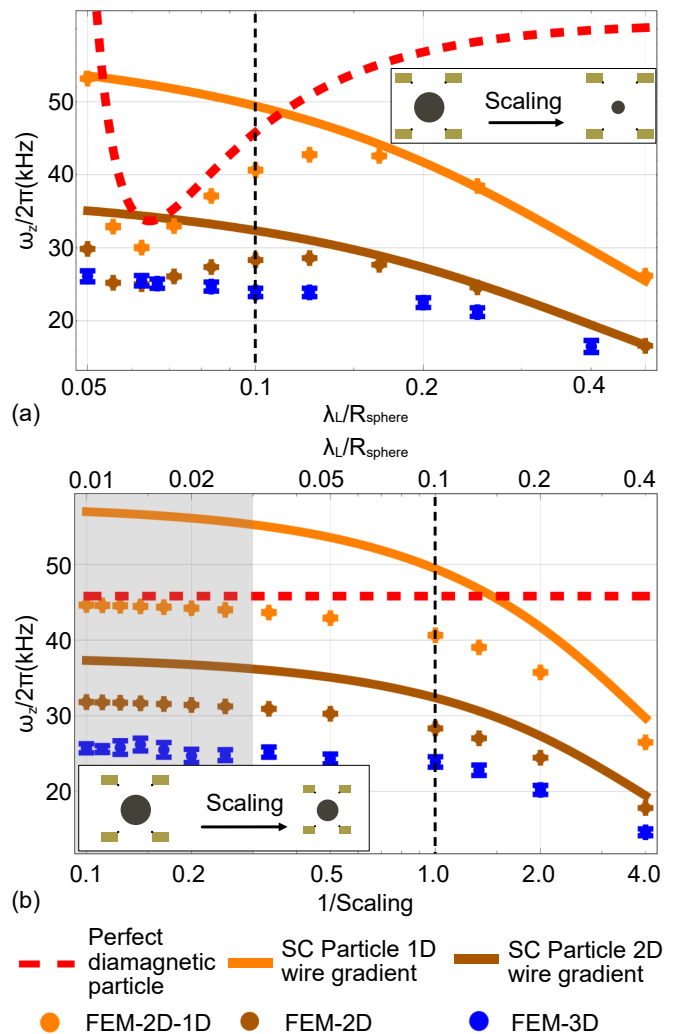 50
40
30
20
ω_z/2π(kHz)
Scaling
0.05
0.1
0.2
0.4
(a)
λ_L/R_sphere
λ_L/R_sphere
0.01
0.02
0.05
0.1
0.2
0.4
50
40
30
20
ω_z/2π(kHz)
Scaling
0.1
0.2
0.5
1.0
2.0
4.0
(b)
1/Scaling
Perfect
diamagnetic
particle
SC Particle 1D
wire gradient
SC Particle 2D
wire gradient
FEM-2D-1D
FEM-2D
FEM-3D